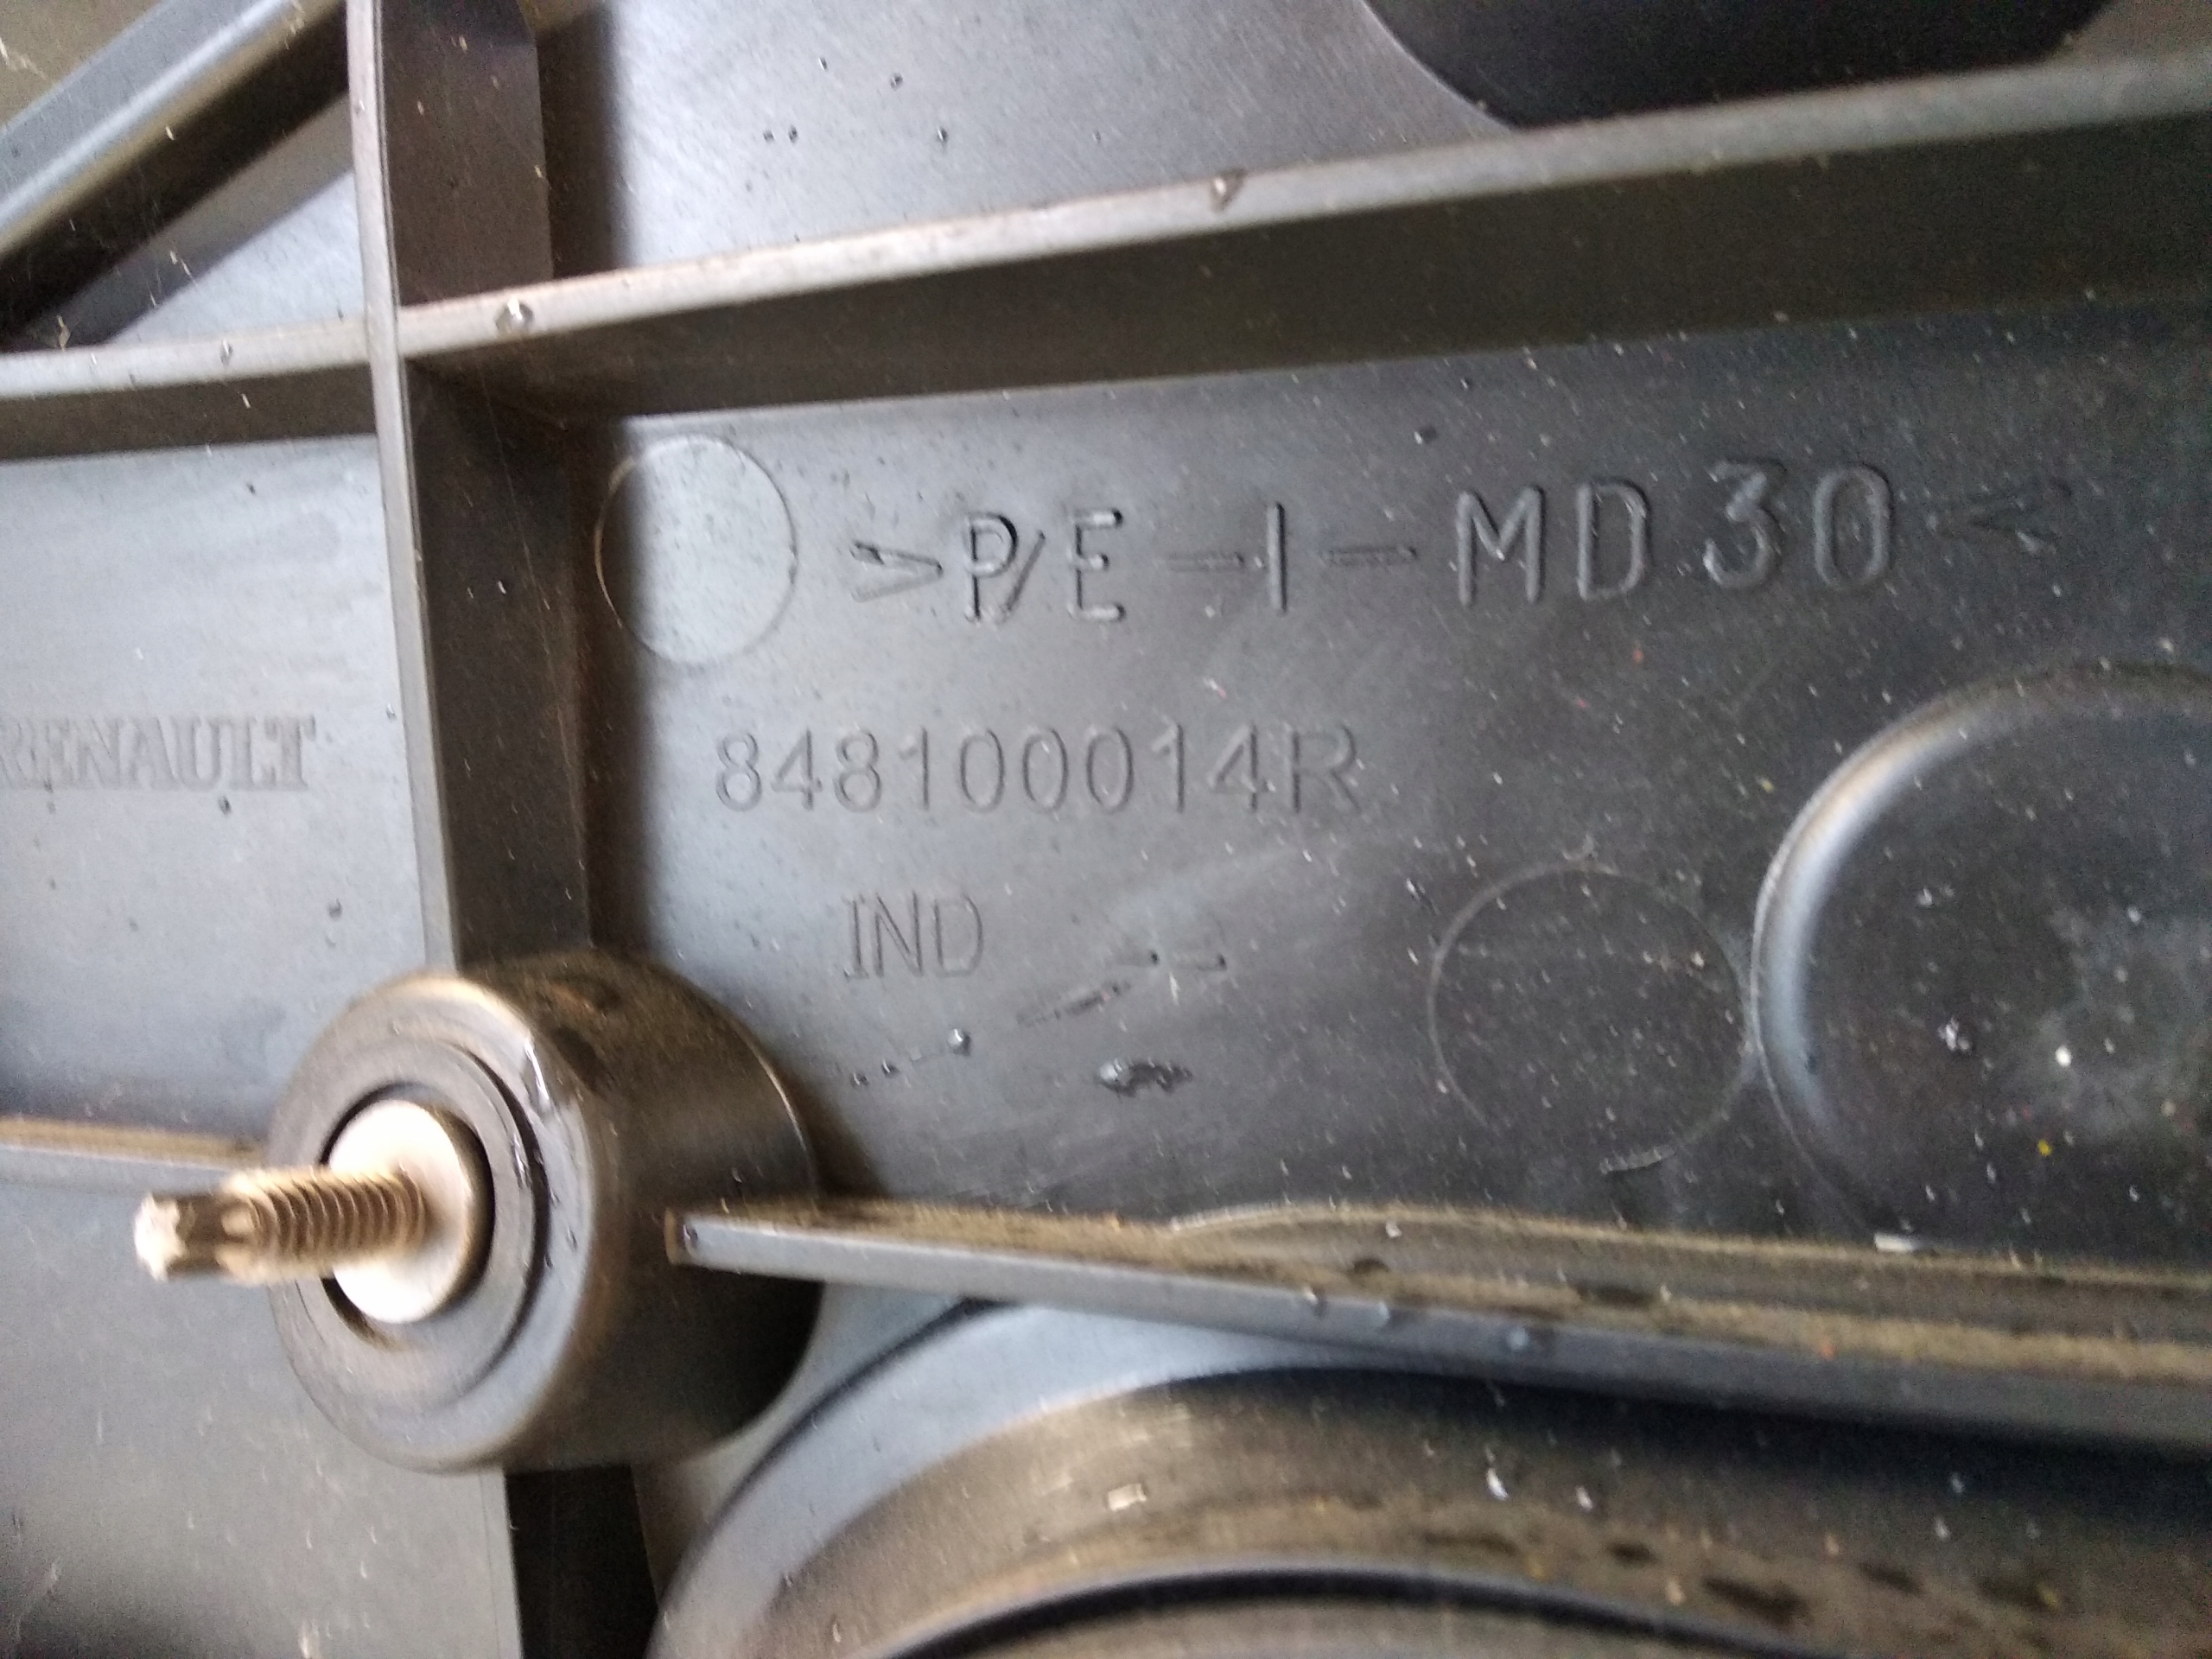 >P/E-I-MD30<
RENAULT
848100014R
IND